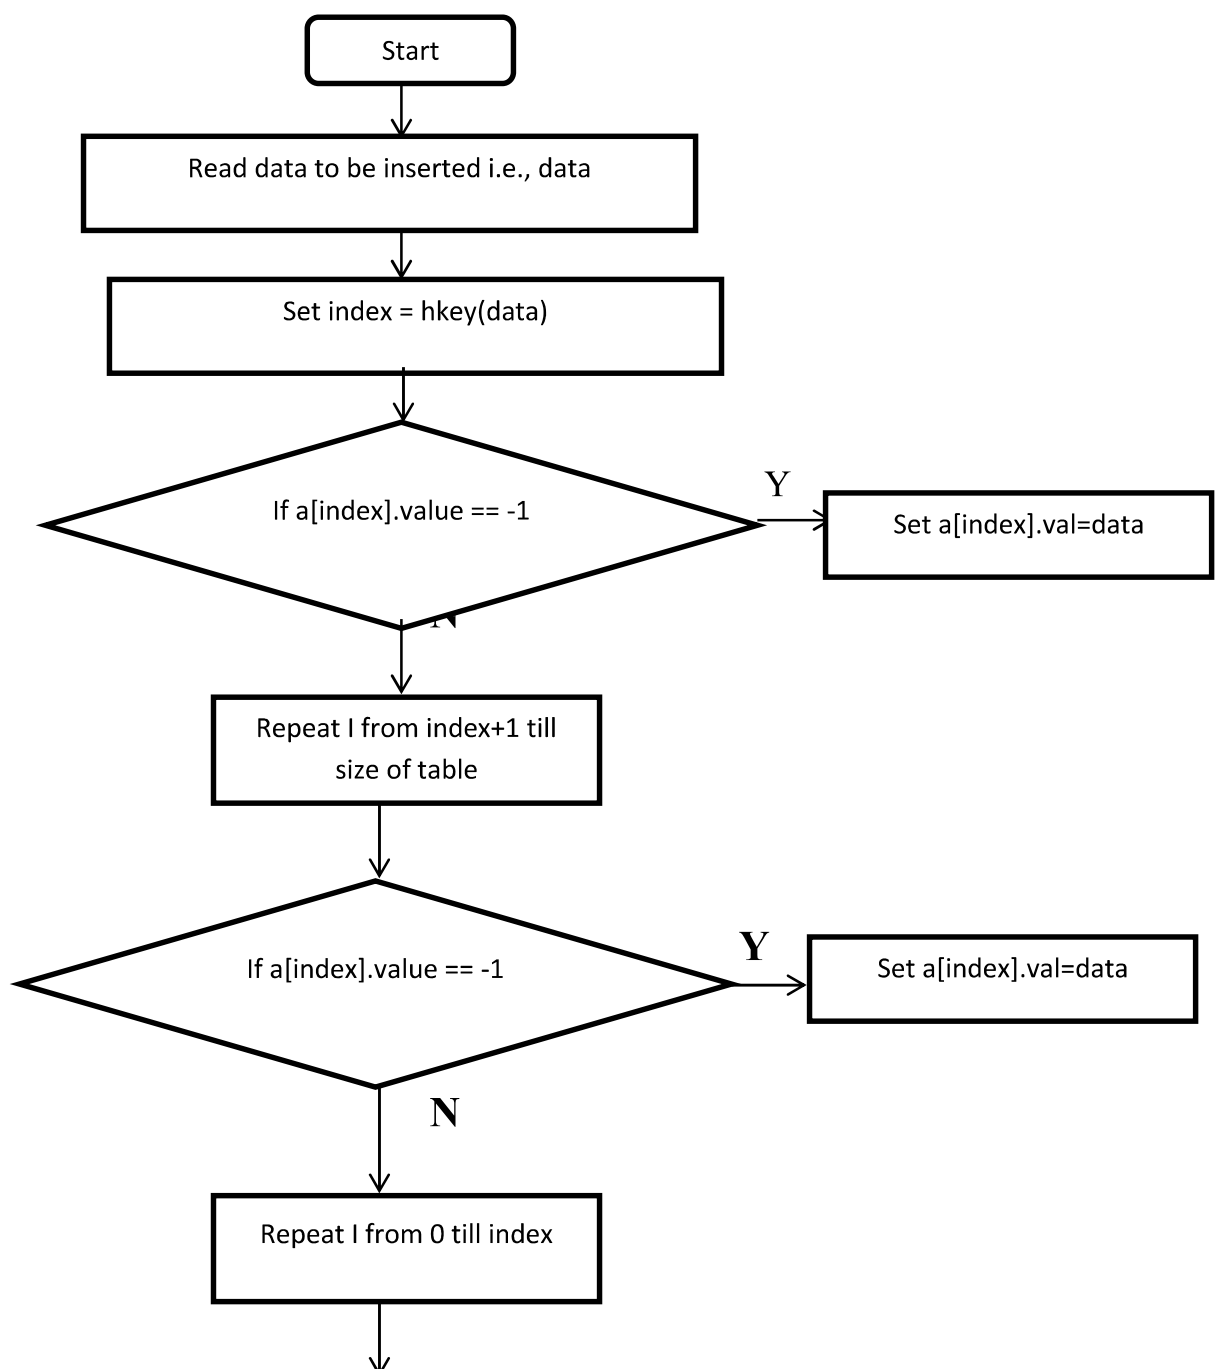 Start
Read data to be inserted i.e., data
Set index = hkey(data)
If a[index].value == -1
Y
Set a[index].val=data
N
Repeat I from index+1 till
size of table
If a[index].value == -1
Y
Set a[index].val=data
N
Repeat I from 0 till index